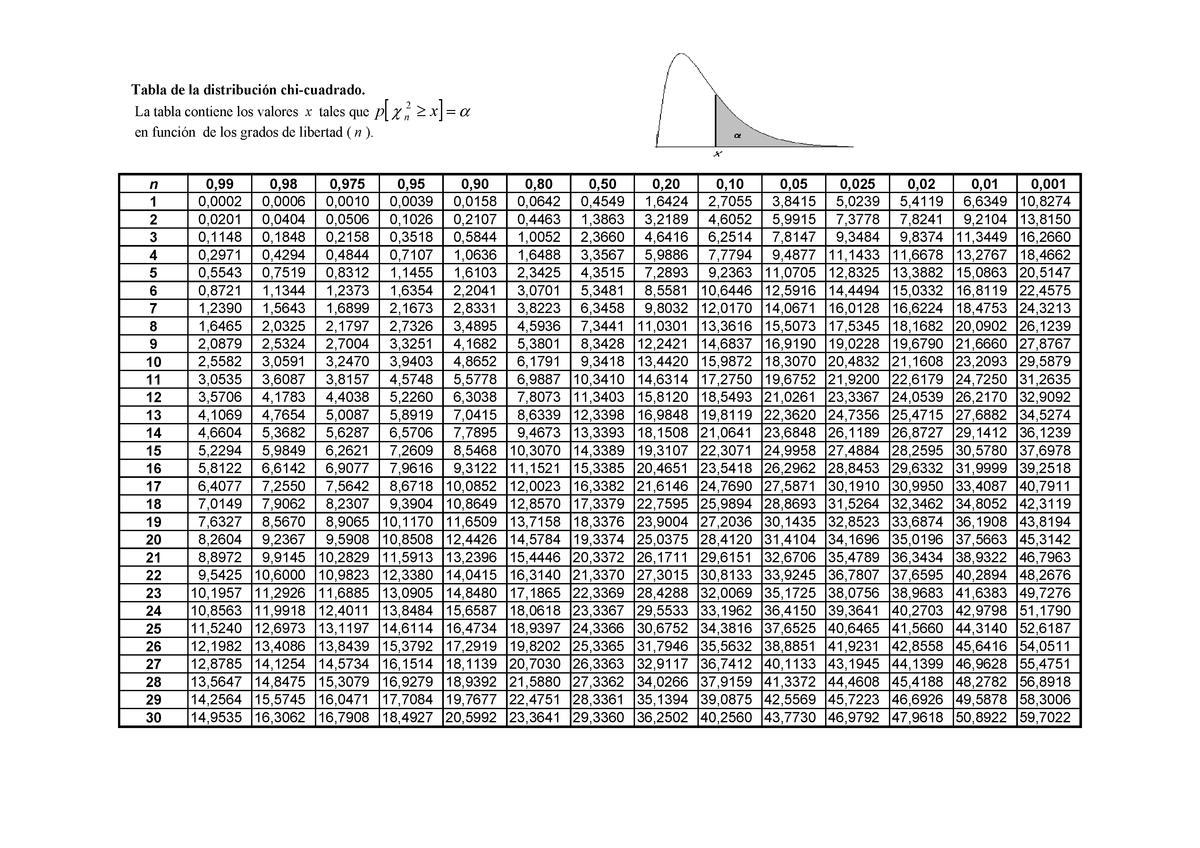 Tabla de la distribución chi-cuadrado.
La tabla contiene los valores x tales que p[χ²ₙ ≥ x] = α
en función de los grados de libertad ( n ).
α
x
n 0,99 0,98 0,975 0,95 0,90 0,80 0,50 0,20 0,10 0,05 0,025 0,02 0,01 0,001
1 0,0002 0,0006 0,0010 0,0039 0,0158 0,0642 0,4549 1,6424 2,7055 3,8415 5,0239 5,4119 6,6349 10,8274
2 0,0201 0,0404 0,0506 0,1026 0,2107 0,4463 1,3863 3,2189 4,6052 5,9915 7,3778 7,8241 9,2104 13,8150
3 0,1148 0,1848 0,2158 0,3518 0,5844 1,0052 2,3660 4,6416 6,2514 7,8147 9,3484 9,8374 11,3449 16,2660
4 0,2971 0,4294 0,4844 0,7107 1,0636 1,6488 3,3567 5,9886 7,7794 9,4877 11,1433 11,6678 13,2767 18,4662
5 0,5543 0,7519 0,8312 1,1455 1,6103 2,3425 4,3515 7,2893 9,2363 11,0705 12,8325 13,3882 15,0863 20,5147
6 0,8721 1,1344 1,2373 1,6354 2,2041 3,0701 5,3481 8,5581 10,6446 12,5916 14,4494 15,0332 16,8119 22,4575
7 1,2390 1,5643 1,6899 2,1673 2,8331 3,8223 6,3458 9,8032 12,0170 14,0671 16,0128 16,6224 18,4753 24,3213
8 1,6465 2,0325 2,1797 2,7326 3,4895 4,5936 7,3441 11,0301 13,3616 15,5073 17,5345 18,1682 20,0902 26,1239
9 2,0879 2,5324 2,7004 3,3251 4,1682 5,3801 8,3428 12,2421 14,6837 16,9190 19,0228 19,6790 21,6660 27,8767
10 2,5582 3,0591 3,2470 3,9403 4,8652 6,1791 9,3418 13,4420 15,9872 18,3070 20,4832 21,1608 23,2093 29,5879
11 3,0535 3,6087 3,8157 4,5748 5,5778 6,9887 10,3410 14,6314 17,2750 19,6752 21,9200 22,6179 24,7250 31,2635
12 3,5706 4,1783 4,4038 5,2260 6,3038 7,8073 11,3403 15,8120 18,5493 21,0261 23,3367 24,0539 26,2170 32,9092
13 4,1069 4,7654 5,0087 5,8919 7,0415 8,6339 12,3398 16,9848 19,8119 22,3620 24,7356 25,4715 27,6882 34,5274
14 4,6604 5,3682 5,6287 6,5706 7,7895 9,4673 13,3393 18,1508 21,0641 23,6848 26,1189 26,8727 29,1412 36,1239
15 5,2294 5,9849 6,2621 7,2609 8,5468 10,3070 14,3389 19,3107 22,3071 24,9958 27,4884 28,2595 30,5780 37,6978
16 5,8122 6,6142 6,9077 7,9616 9,3122 11,1521 15,3385 20,4651 23,5418 26,2962 28,8453 29,6332 31,9999 39,2518
17 6,4077 7,2550 7,5642 8,6718 10,0852 12,0023 16,3382 21,6146 24,7690 27,5871 30,1910 30,9950 33,4087 40,7911
18 7,0149 7,9062 8,2307 9,3904 10,8649 12,8570 17,3379 22,7595 25,9894 28,8693 31,5264 32,3462 34,8052 42,3119
19 7,6327 8,5670 8,9065 10,1170 11,6509 13,7158 18,3376 23,9004 27,2036 30,1435 32,8523 33,6874 36,1908 43,8194
20 8,2604 9,2367 9,5908 10,8508 12,4426 14,5784 19,3374 25,0375 28,4120 31,4104 34,1696 35,0196 37,5663 45,3142
21 8,8972 9,9145 10,2829 11,5913 13,2396 15,4446 20,3372 26,1711 29,6151 32,6706 35,4789 36,3434 38,9322 46,7963
22 9,5425 10,6000 10,9823 12,3380 14,0415 16,3140 21,3370 27,3015 30,8133 33,9245 36,7807 37,6595 40,2894 48,2676
23 10,1957 11,2926 11,6885 13,0905 14,8480 17,1865 22,3369 28,4288 32,0069 35,1725 38,0756 38,9683 41,6383 49,7276
24 10,8563 11,9918 12,4011 13,8484 15,6587 18,0618 23,3367 29,5533 33,1962 36,4150 39,3641 40,2703 42,9798 51,1790
25 11,5240 12,6973 13,1197 14,6114 16,4734 18,9397 24,3366 30,6752 34,3816 37,6525 40,6465 41,5660 44,3140 52,6187
26 12,1982 13,4086 13,8439 15,3792 17,2919 19,8202 25,3365 31,7946 35,5632 38,8851 41,9231 42,8558 45,6416 54,0511
27 12,8785 14,1254 14,5734 16,1514 18,1139 20,7030 26,3363 32,9117 36,7412 40,1133 43,1945 44,1399 46,9628 55,4751
28 13,5647 14,8475 15,3079 16,9279 18,9392 21,5880 27,3362 34,0266 37,9159 41,3372 44,4608 45,4188 48,2782 56,8918
29 14,2564 15,5745 16,0471 17,7084 19,7677 22,4751 28,3361 35,1394 39,0875 42,5569 45,7223 46,6926 49,5878 58,3006
30 14,9535 16,3062 16,7908 18,4927 20,5992 23,3641 29,3360 36,2502 40,2560 43,7730 46,9792 47,9618 50,8922 59,7022